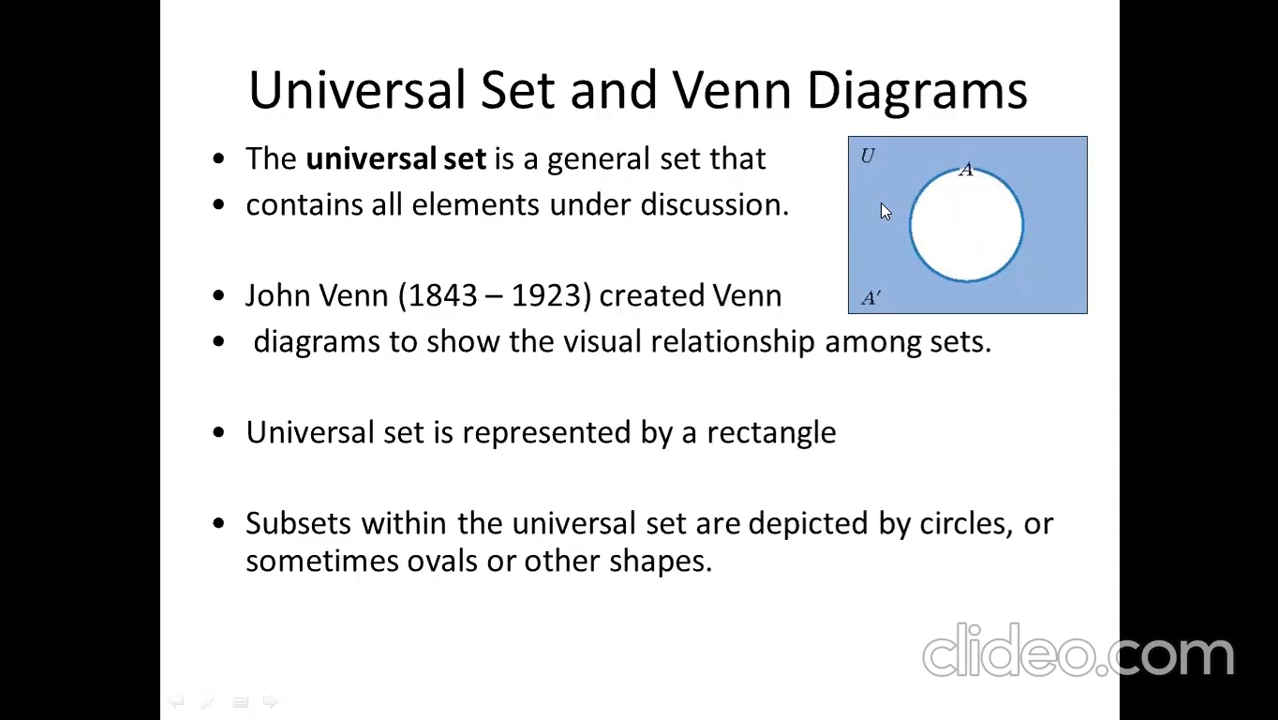 Universal Set and Venn Diagrams
• The universal set is a general set that
• contains all elements under discussion.
U
A
A′
• John Venn (1843 – 1923) created Venn
• diagrams to show the visual relationship among sets.
• Universal set is represented by a rectangle
• Subsets within the universal set are depicted by circles, or
sometimes ovals or other shapes.
clideo.com